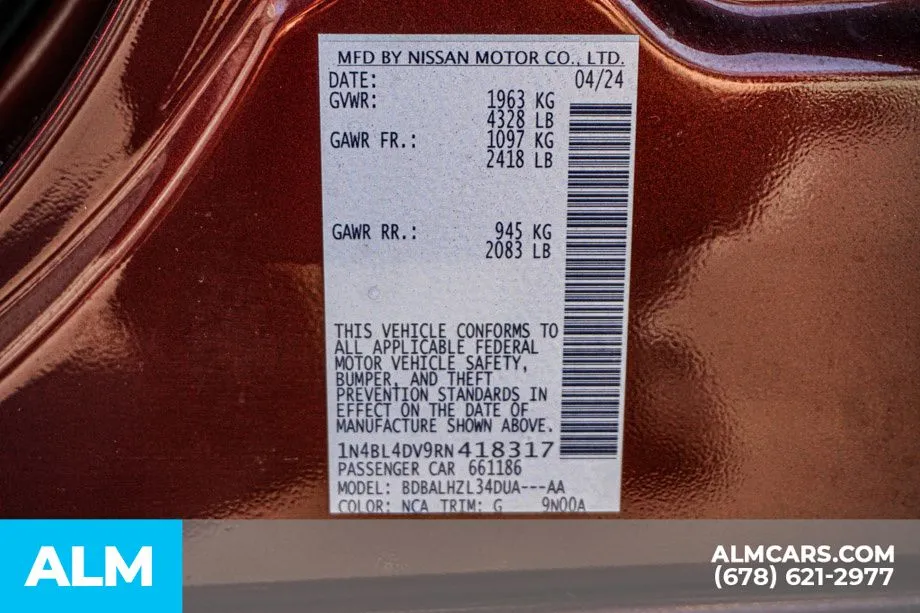 MFD BY NISSAN MOTOR CO., LTD.
DATE: 04/24
GVWR: 1963 KG
4328 LB
GAWR FR.: 1097 KG
2418 LB
GAWR RR.: 945 KG
2083 LB
THIS VEHICLE CONFORMS TO
ALL APPLICABLE FEDERAL
MOTOR VEHICLE SAFETY,
BUMPER, AND THEFT
PREVENTION STANDARDS IN
EFFECT ON THE DATE OF
MANUFACTURE SHOWN ABOVE.
1N4BL4DV9RN418317
PASSENGER CAR 661186
MODEL: BDBALHZL34DUA---AA
COLOR: NCA TRIM: G 9N00A
ALM
ALMCARS.COM
(678) 621-2977